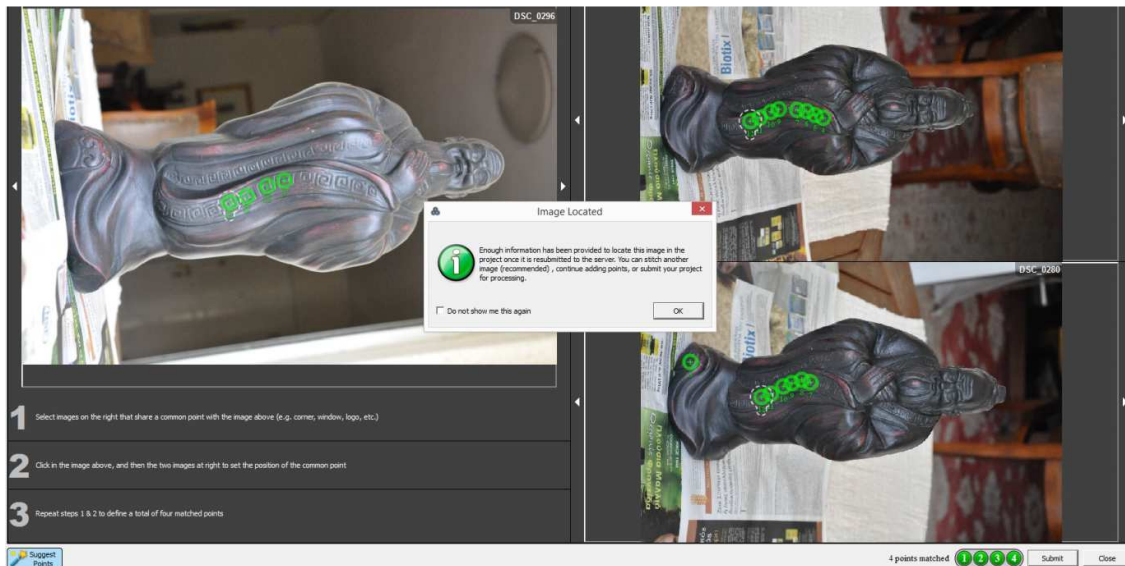 DSC_0296
Biotix /
Image Located
Enough information has been provided to locate this image in the
project once it is resubmitted to the server. You can stitch another
image (recommended) , continue adding points, or submit your project
for processing.
Do not show me this again
OK
DSC_0280
Biotix /
1 Select images on the right that share a common point with the image above (e.g. corner, window, logo, etc.)
2 Click in the image above, and then the two images at right to set the position of the common point
3 Repeat steps 1 & 2 to define a total of four matched points
Suggest
Points
4 points matched 1 2 3 4 Submit Close